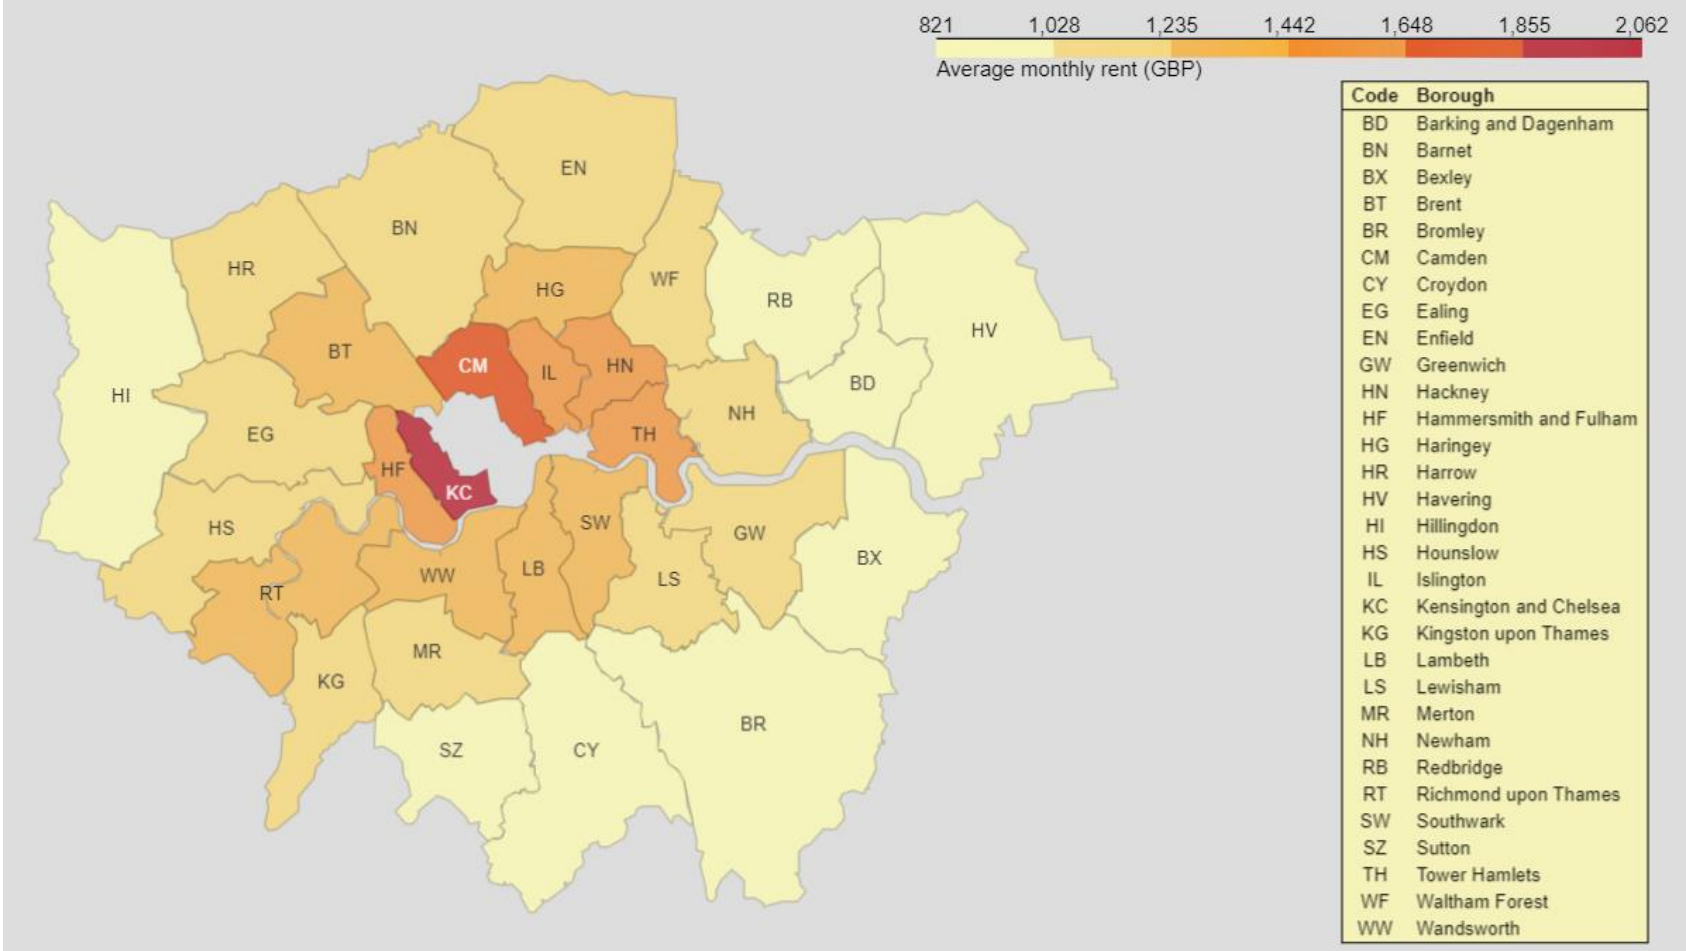 821 1,028 1,235 1,442 1,648 1,855 2,062
Average monthly rent (GBP)
Code Borough
BD Barking and Dagenham
BN Barnet
BX Bexley
BT Brent
BR Bromley
CM Camden
CY Croydon
EG Ealing
EN Enfield
GW Greenwich
HN Hackney
HF Hammersmith and Fulham
HG Haringey
HR Harrow
HV Havering
HI Hillingdon
HS Hounslow
IL Islington
KC Kensington and Chelsea
KG Kingston upon Thames
LB Lambeth
LS Lewisham
MR Merton
NH Newham
RB Redbridge
RT Richmond upon Thames
SW Southwark
SZ Sutton
TH Tower Hamlets
WF Waltham Forest
WW Wandsworth
EN
BN
HR
WF
HG
RB
HV
BT
CM
IL
HN
BD
HI
NH
EG
TH
HF
KC
HS
SW
GW
BX
RT
WW
LB
LS
MR
KG
BR
SZ
CY